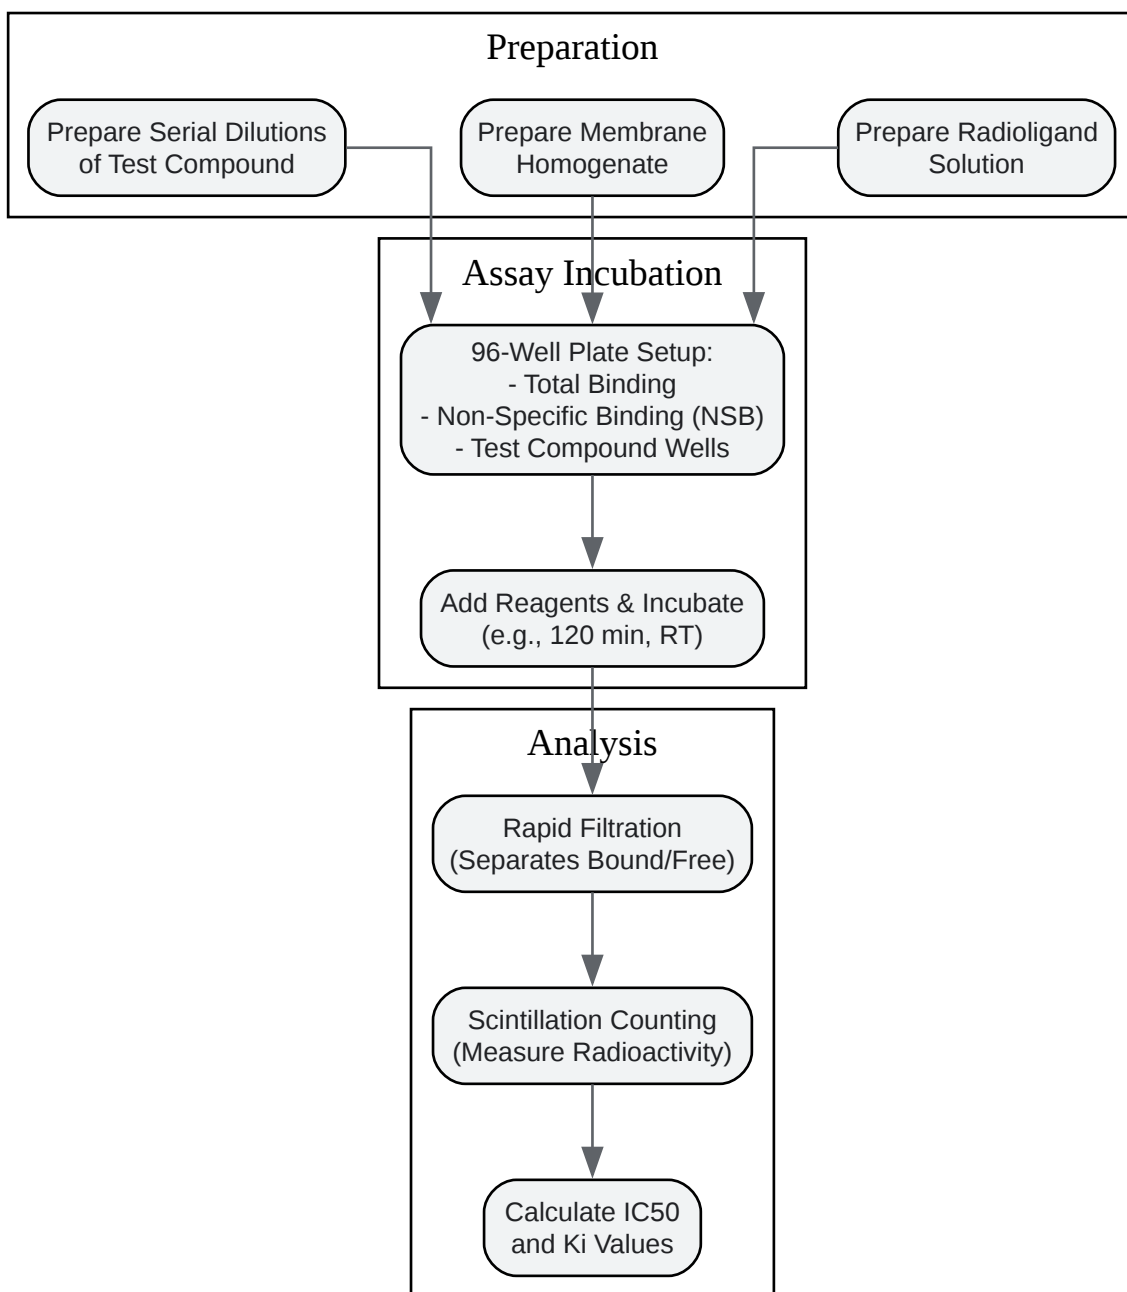 Preparation
Prepare Serial Dilutions
of Test Compound
Prepare Membrane
Homogenate
Prepare Radioligand
Solution
Assay Incubation
96-Well Plate Setup:
- Total Binding
- Non-Specific Binding (NSB)
- Test Compound Wells
Add Reagents & Incubate
(e.g., 120 min, RT)
Analysis
Rapid Filtration
(Separates Bound/Free)
Scintillation Counting
(Measure Radioactivity)
Calculate IC50
and Ki Values